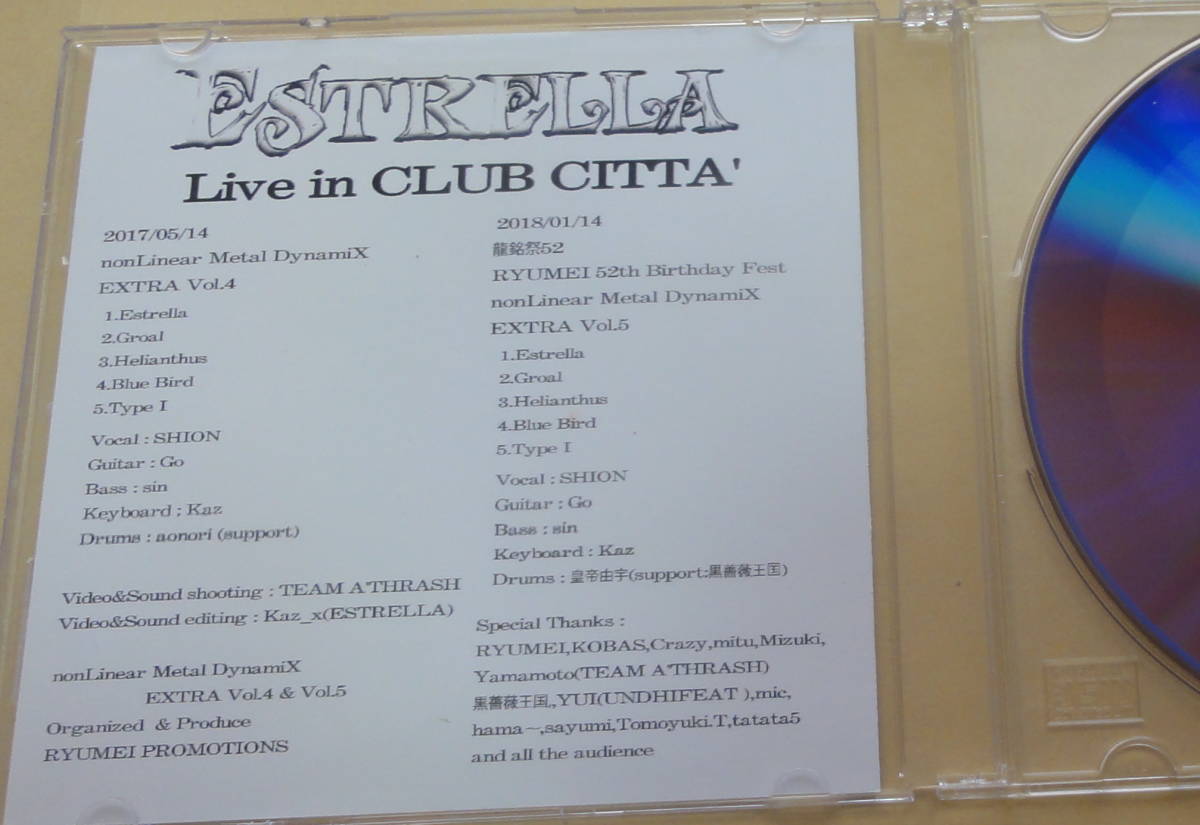 ESTRELLA
Live in CLUB CITTA'
2017/05/14
nonLinear Metal DynamiX
EXTRA Vol.4
1.Estrella
2.Groal
3.Helianthus
4.Blue Bird
5.Type I
Vocal : SHION
Guitar : Go
Bass : sin
Keyboard : Kaz
Drums : aonori (support)
Video&Sound shooting : TEAM A'THRASH
Video&Sound editing : Kaz_x(ESTRELLA)
nonLinear Metal DynamiX
EXTRA Vol.4 & Vol.5
Organized & Produce
RYUMEI PROMOTIONS
2018/01/14
龍銘祭52
RYUMEI 52th Birthday Fest
nonLinear Metal DynamiX
EXTRA Vol.5
1.Estrella
2.Groal
3.Helianthus
4.Blue Bird
5.Type I
Vocal : SHION
Guitar : Go
Bass : sin
Keyboard : Kaz
Drums : 皇帝由宇(support:黒薔薇王国)
Special Thanks :
RYUMEI,KOBAS,Crazy,mitu,Mizuki,
Yamamoto(TEAM A'THRASH)
黒薔薇王国,,YUI(UNDHIFEAT ),mic,
hama～,sayumi,Tomoyuki.T,tatata5
and all the audience